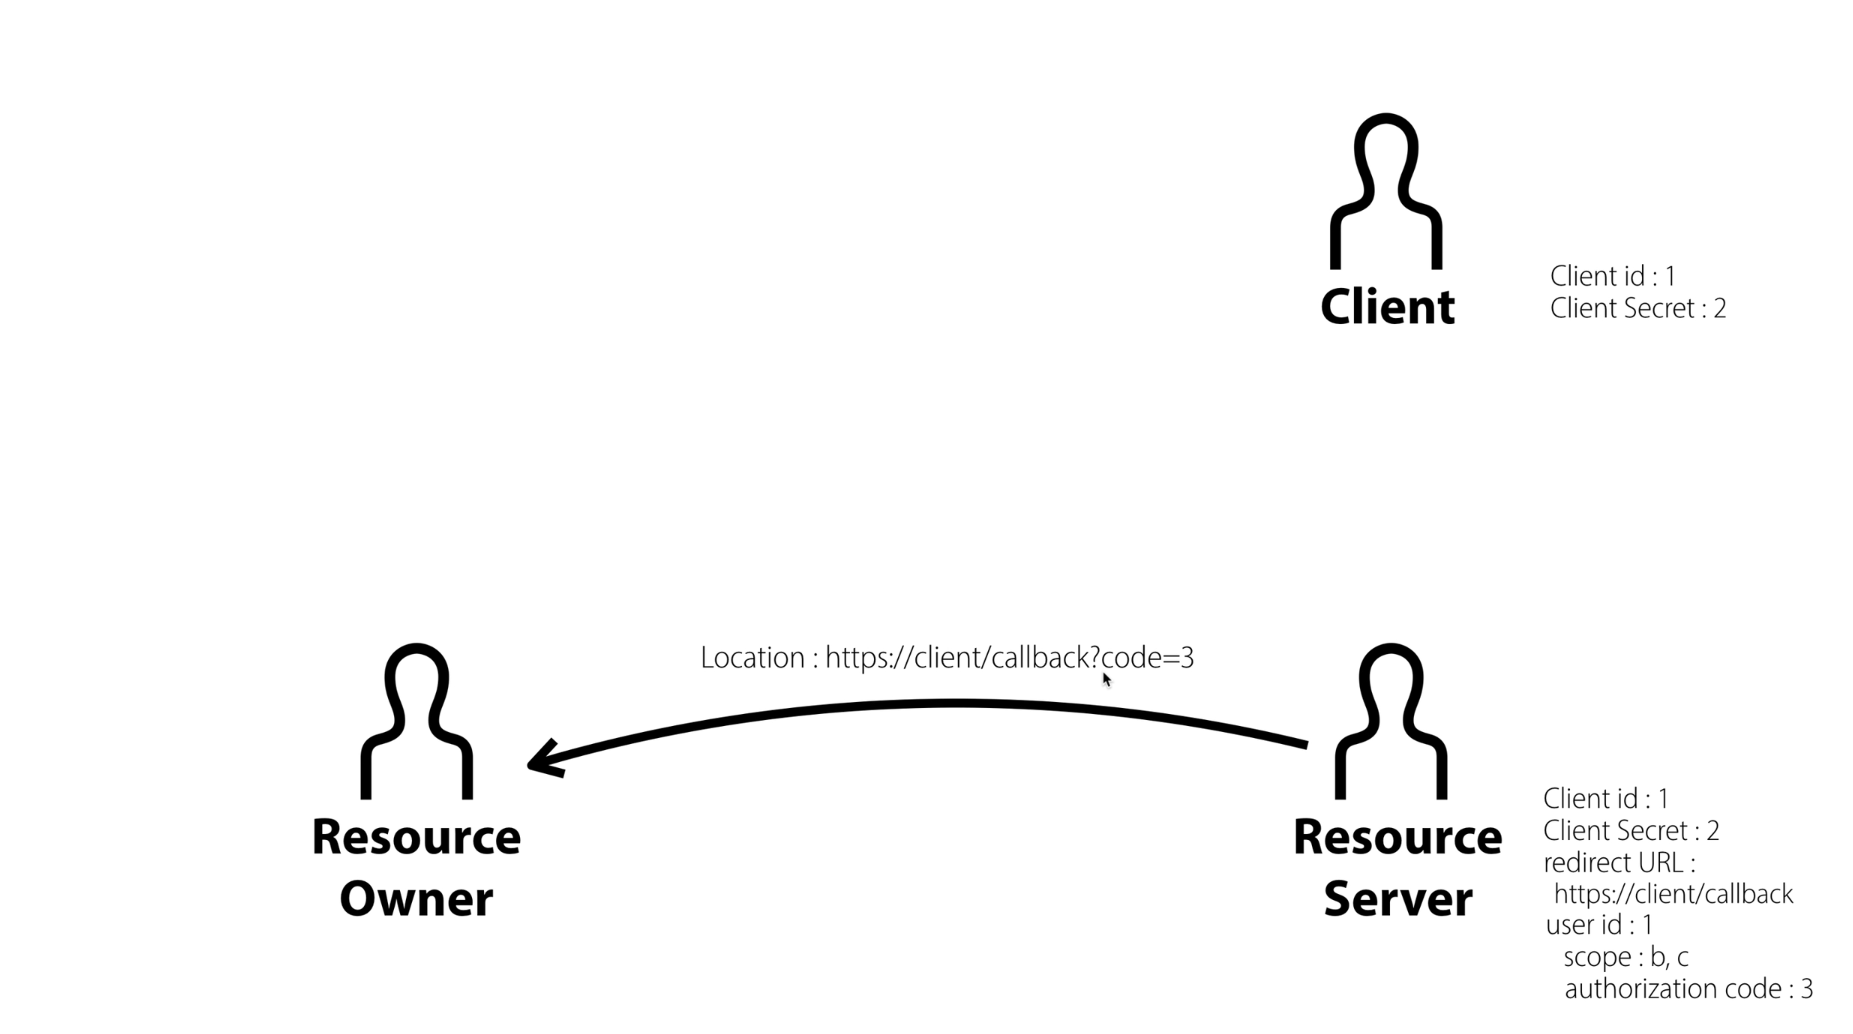 Client
Client id : 1
Client Secret : 2
Location : https://client/callback?code=3
Resource
Owner
Resource
Server
Client id : 1
Client Secret : 2
redirect URL :
https://client/callback
user id : 1
scope : b, c
authorization code : 3